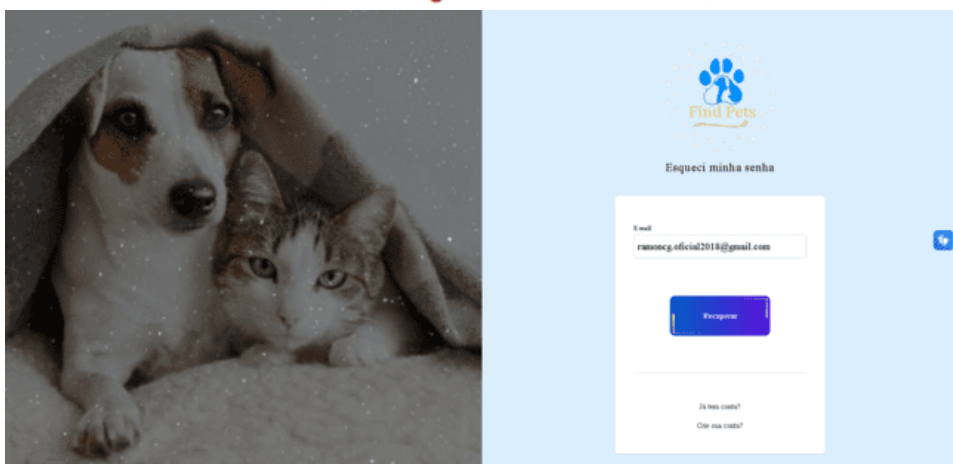 Find Pets
Esqueci minha senha
E-mail
ramoncg.oficial2018@gmail.com
Recuperar
Já tem conta?
Crie sua conta?